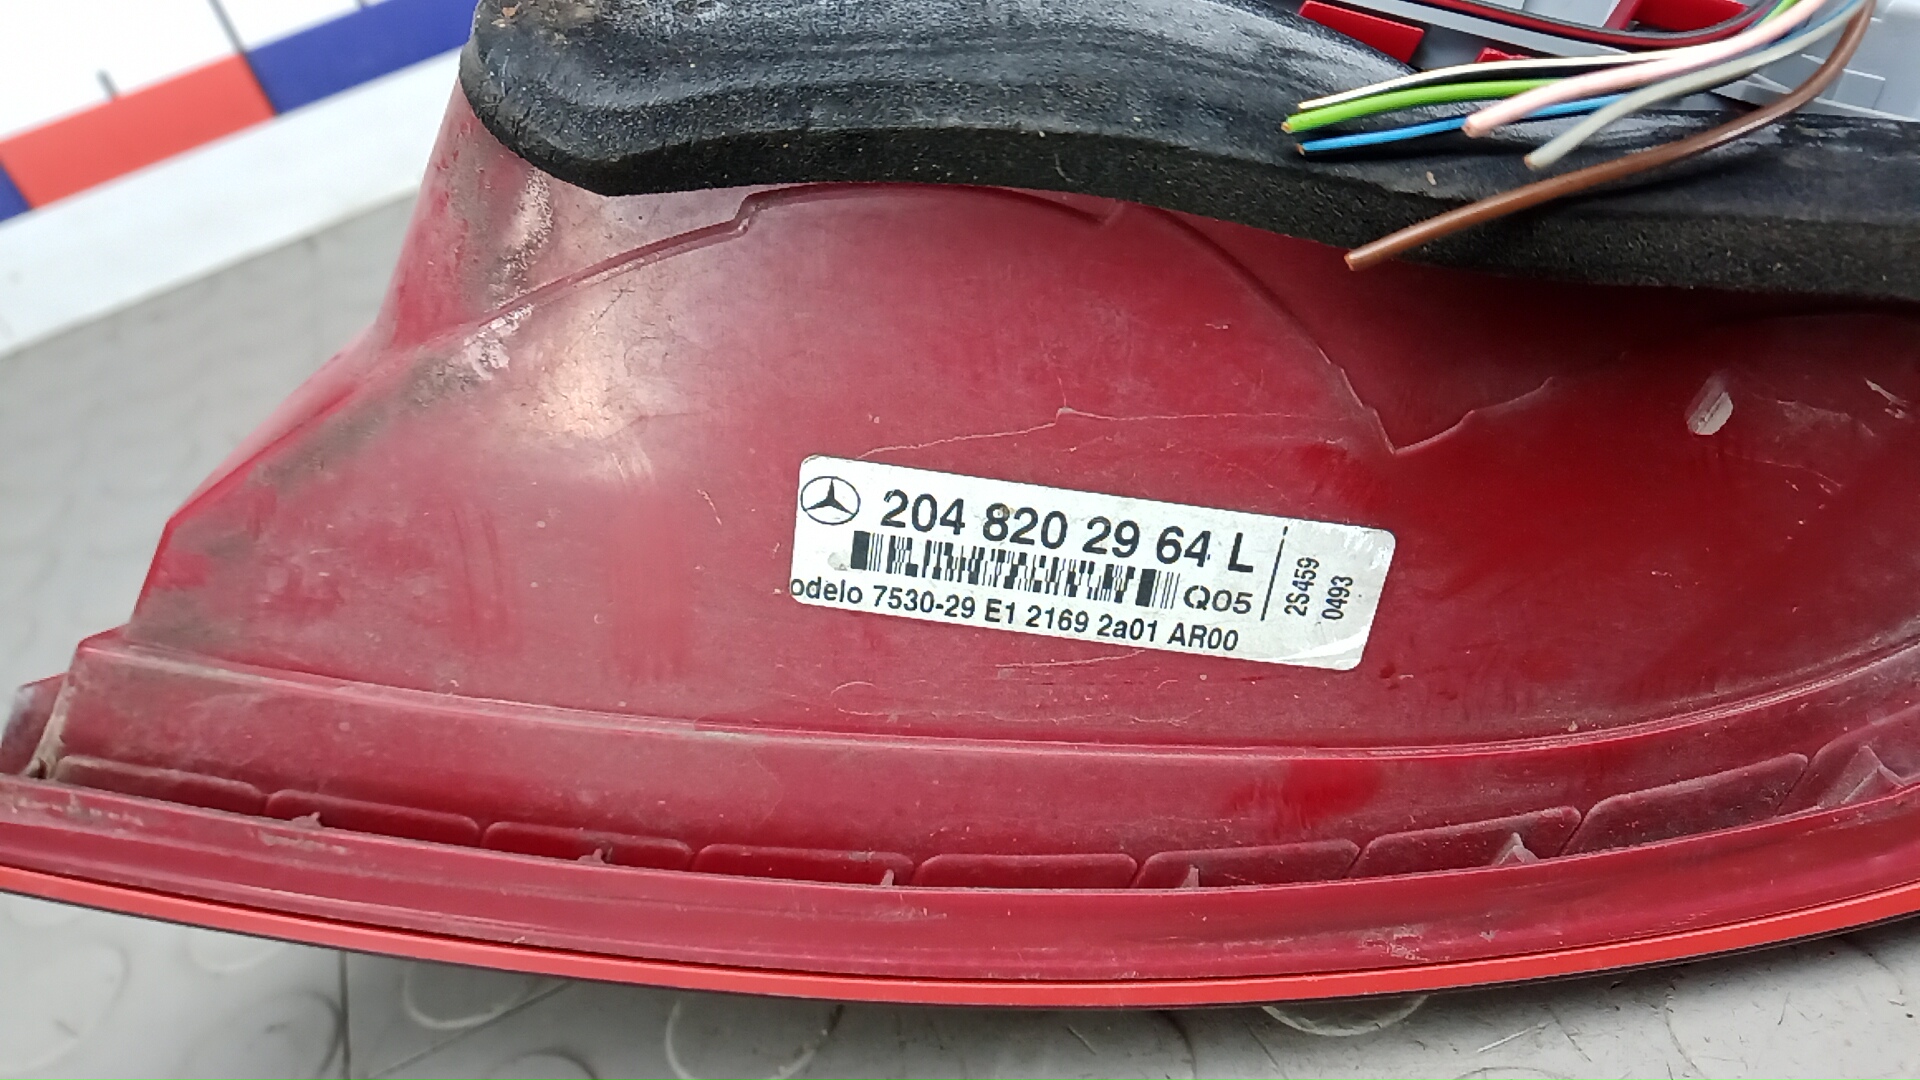 204 820 29 64 L
Q05
odelo 7530-29 E1 2169 2a01 AR00
2S459
0493